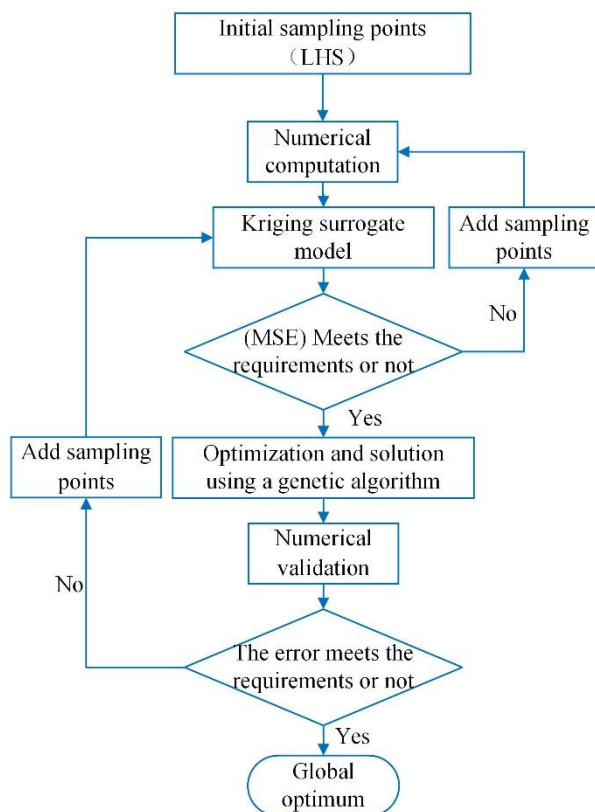 Initial sampling points
（LHS）
Numerical
computation
Kriging surrogate
model
Add sampling
points
(MSE) Meets the
requirements or not
No
Yes
Add sampling
points
Optimization and solution
using a genetic algorithm
Numerical
validation
No
The error meets the
requirements or not
Yes
Global
optimum